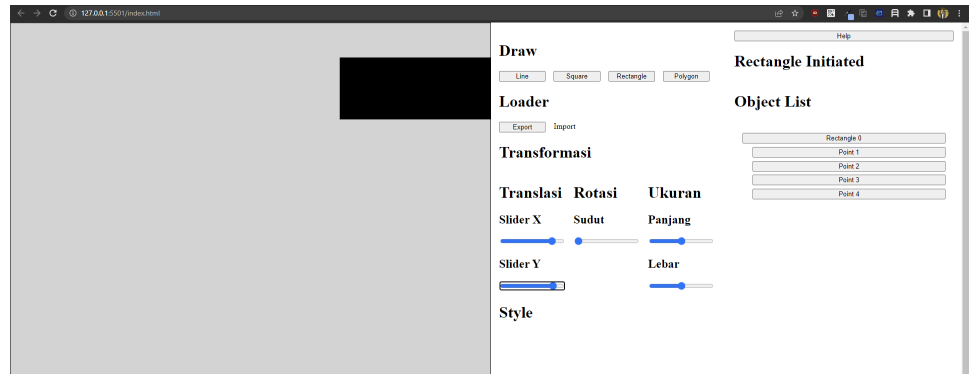 127.0.0.1:5501/index.html
Draw
Line Square Rectangle Polygon
Loader
Export Import
Transformasi
Translasi Rotasi Ukuran
Slider X Sudut Panjang
Slider Y Lebar
Style
Help
Rectangle Initiated
Object List
Rectangle 0
Point 1
Point 2
Point 3
Point 4